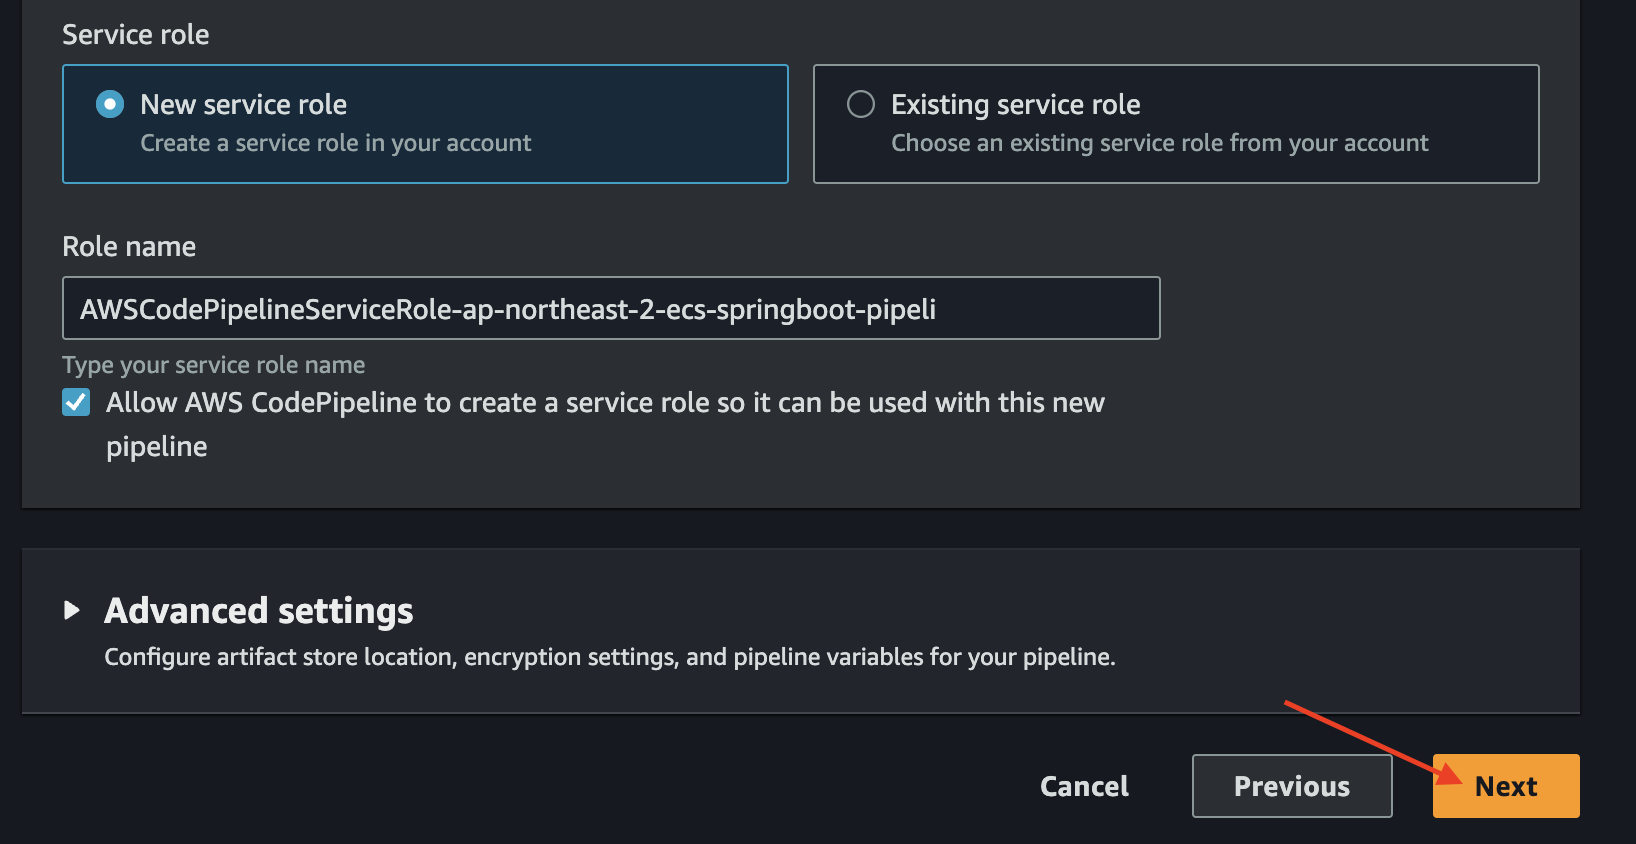 Service role
New service role
Create a service role in your account
Existing service role
Choose an existing service role from your account
Role name
AWSCodePipelineServiceRole-ap-northeast-2-ecs-springboot-pipeli
Type your service role name
Allow AWS CodePipeline to create a service role so it can be used with this new
pipeline
Advanced settings
Configure artifact store location, encryption settings, and pipeline variables for your pipeline.
Cancel
Previous
Next